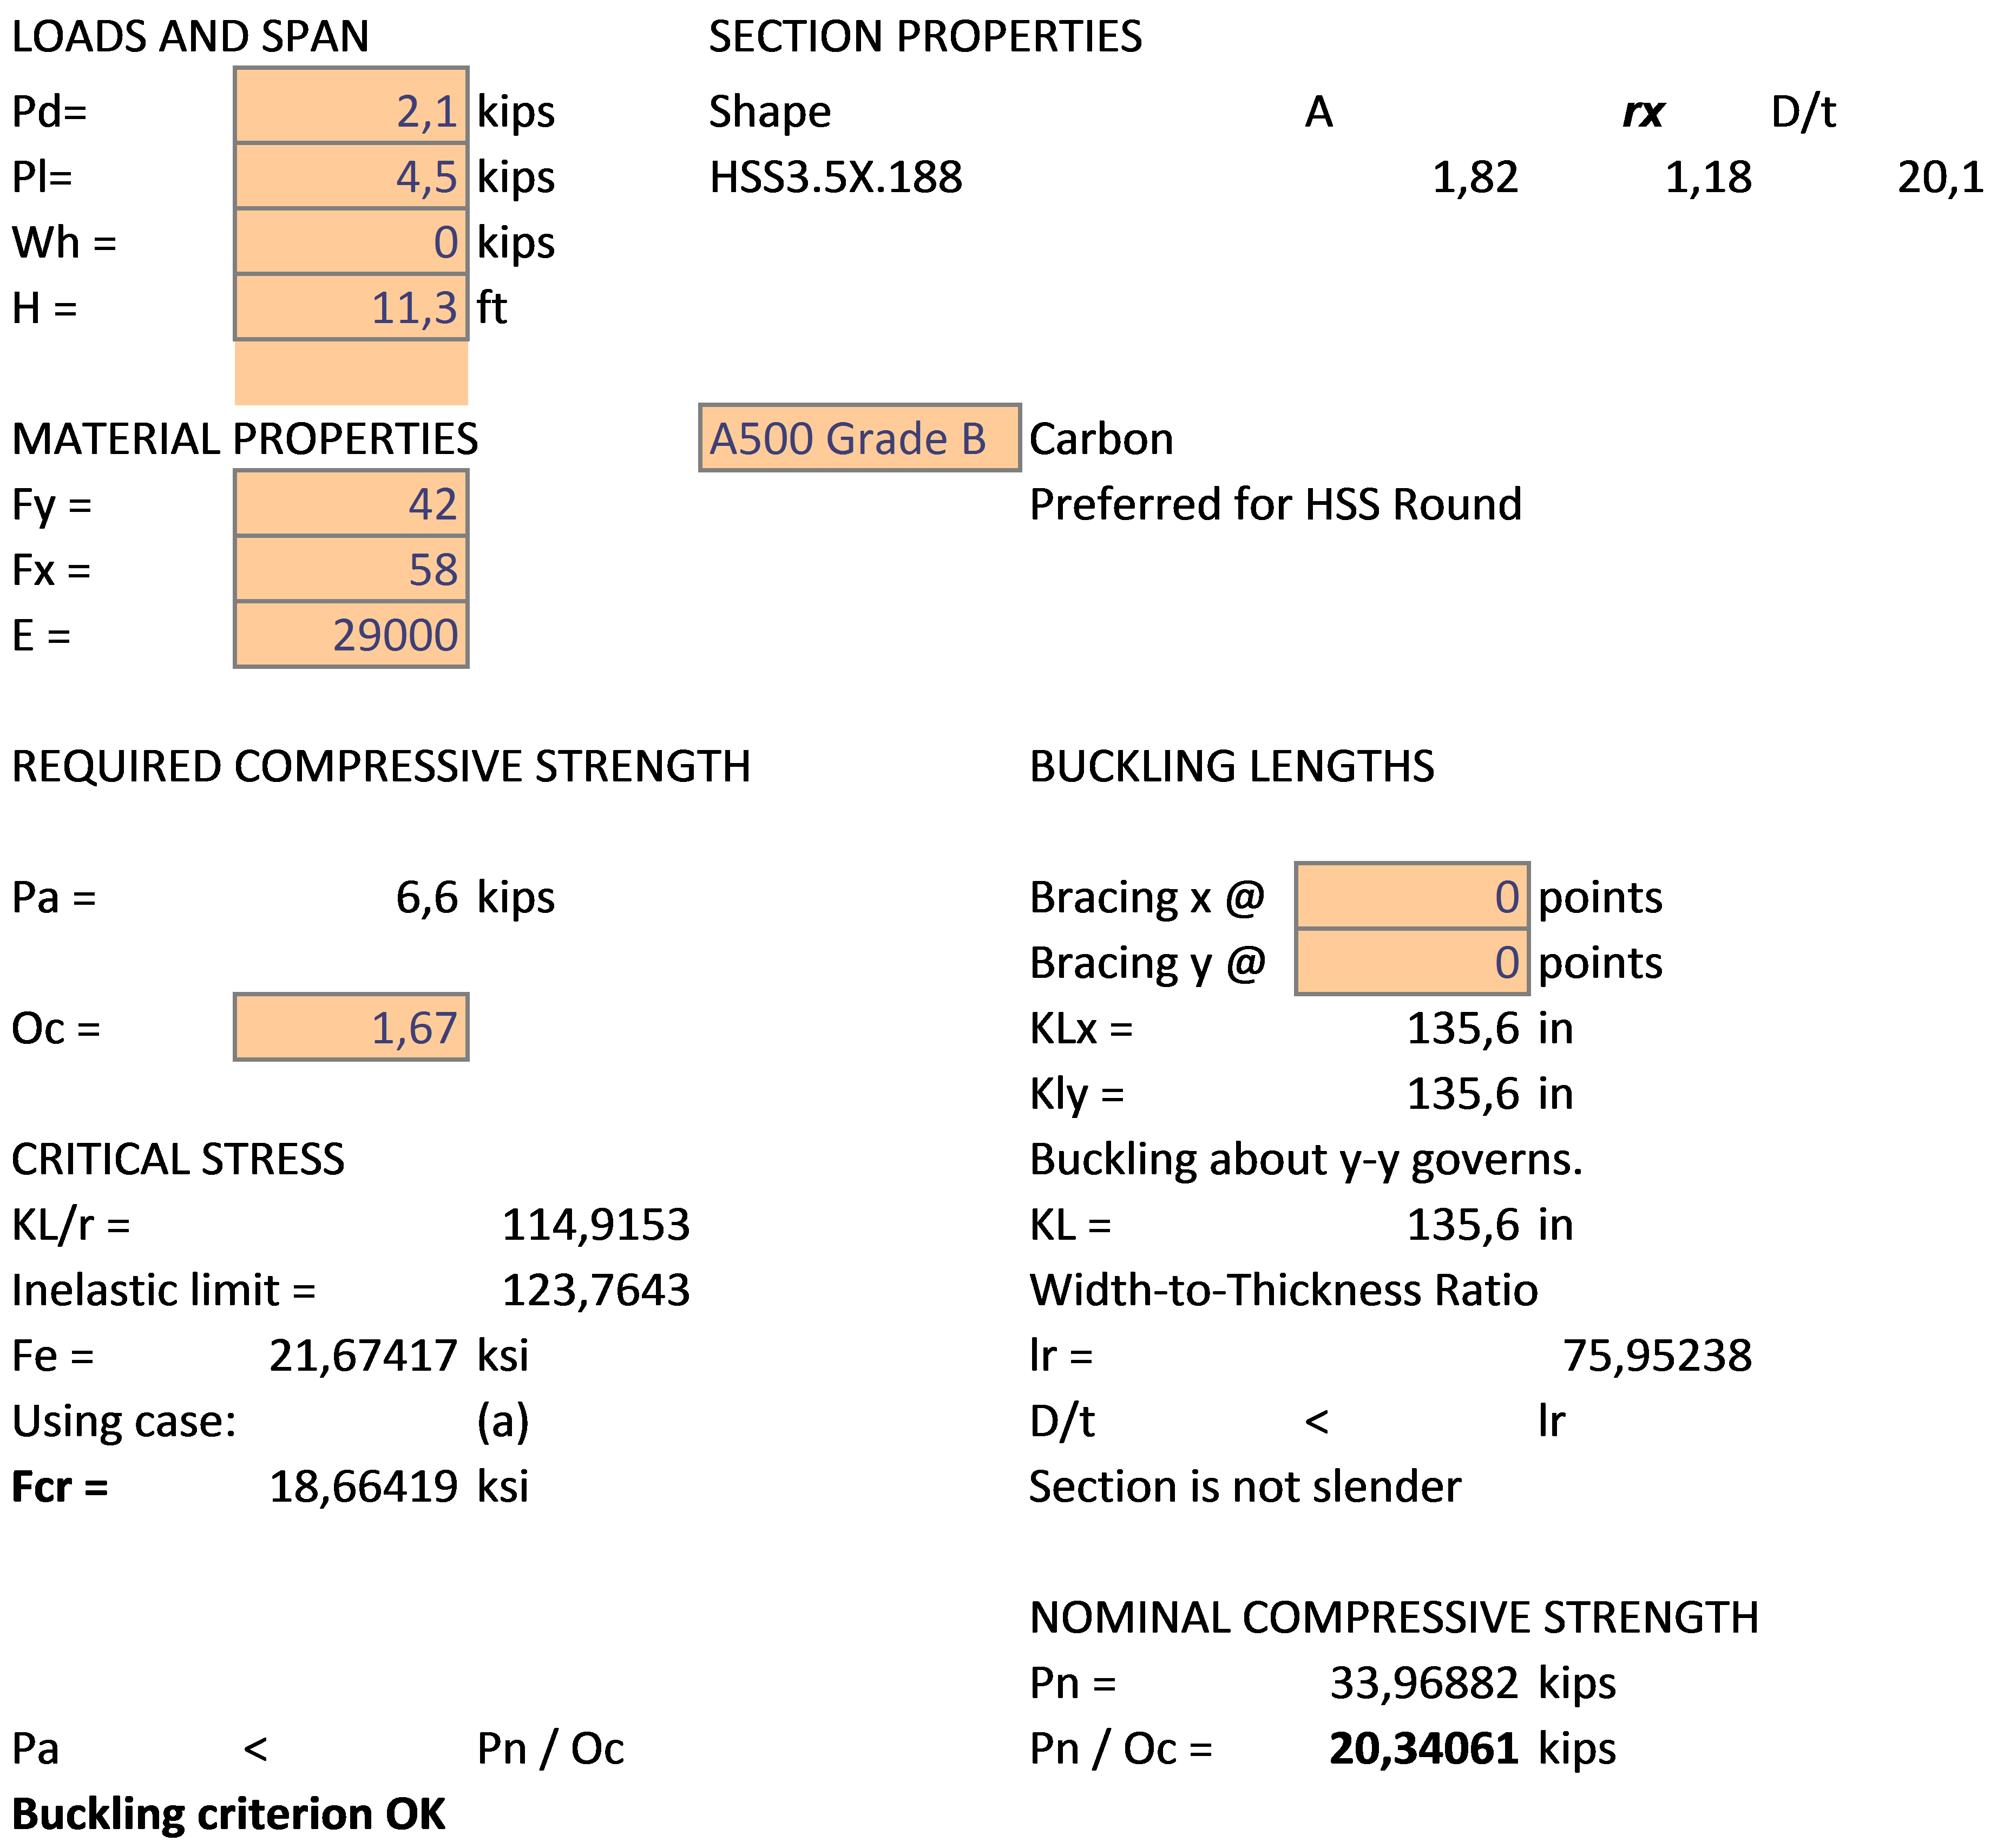 LOADS AND SPAN SECTION PROPERTIES
Pd= 2,1 kips Shape A rx D/t
Pl= 4,5 kips HSS3.5X.188 1,82 1,18 20,1
Wh = 0 kips
H = 11,3 ft
MATERIAL PROPERTIES A500 Grade B Carbon
Fy = 42 Preferred for HSS Round
Fx = 58
E = 29000
REQUIRED COMPRESSIVE STRENGTH BUCKLING LENGTHS
Pa = 6,6 kips Bracing x @ 0 points
Bracing y @ 0 points
Oc = 1,67 KLx = 135,6 in
Kly = 135,6 in
CRITICAL STRESS Buckling about y-y governs.
KL/r = 114,9153 KL = 135,6 in
Inelastic limit = 123,7643 Width-to-Thickness Ratio
Fe = 21,67417 ksi lr = 75,95238
Using case: (a) D/t < lr
Fcr = 18,66419 ksi Section is not slender
NOMINAL COMPRESSIVE STRENGTH
Pn = 33,96882 kips
Pa < Pn / Oc Pn / Oc = 20,34061 kips
Buckling criterion OK